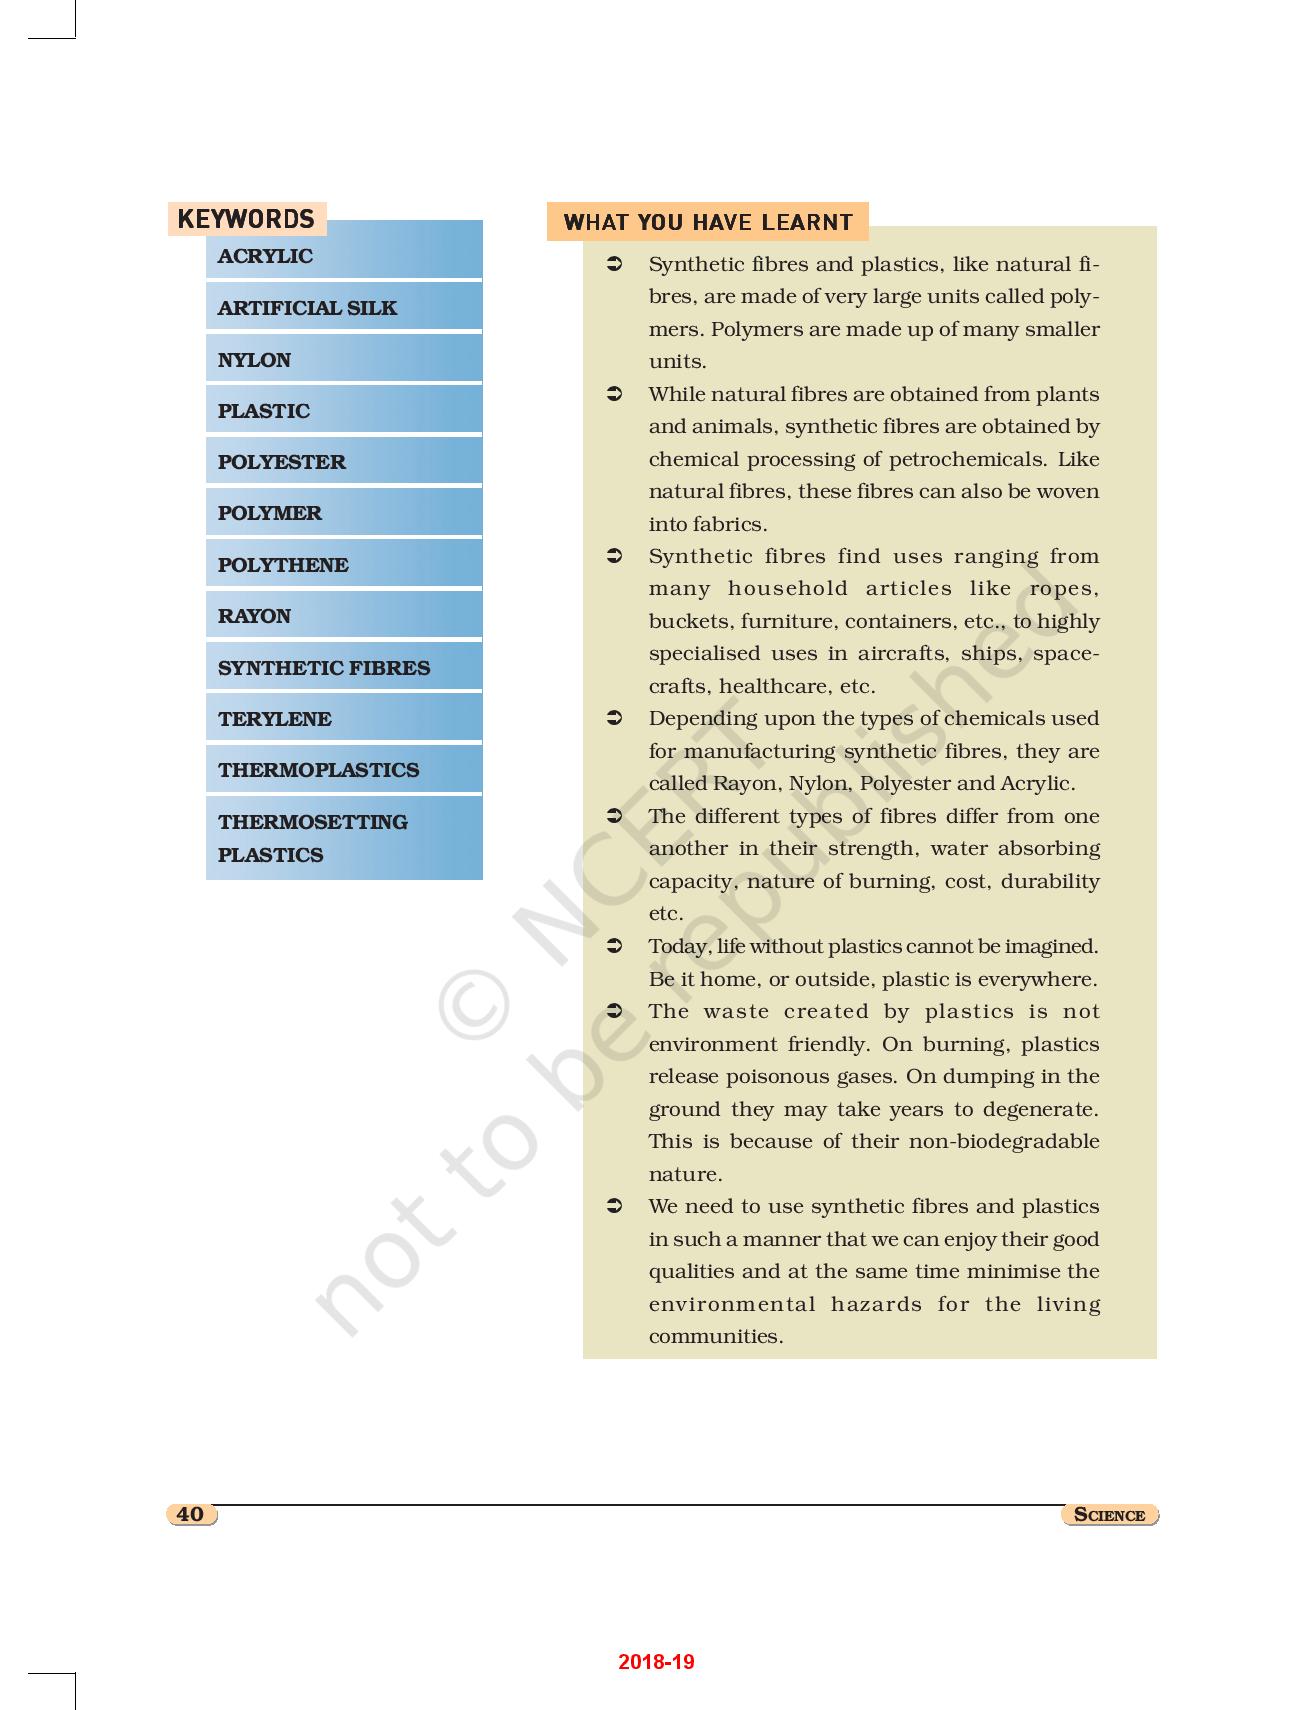 KEYWORDS
ACRYLIC
ARTIFICIAL SILK
NYLON
PLASTIC
POLYESTER
POLYMER
POLYTHENE
RAYON
SYNTHETIC FIBRES
TERYLENE
THERMOPLASTICS
THERMOSETTING
PLASTICS
WHAT YOU HAVE LEARNT
➲ Synthetic fibres and plastics, like natural fi-
bres, are made of very large units called poly-
mers. Polymers are made up of many smaller
units.
➲ While natural fibres are obtained from plants
and animals, synthetic fibres are obtained by
chemical processing of petrochemicals. Like
natural fibres, these fibres can also be woven
into fabrics.
➲ Synthetic fibres find uses ranging from
many household articles like ropes,
buckets, furniture, containers, etc., to highly
specialised uses in aircrafts, ships, space-
crafts, healthcare, etc.
➲ Depending upon the types of chemicals used
for manufacturing synthetic fibres, they are
called Rayon, Nylon, Polyester and Acrylic.
➲ The different types of fibres differ from one
another in their strength, water absorbing
capacity, nature of burning, cost, durability
etc.
➲ Today, life without plastics cannot be imagined.
Be it home, or outside, plastic is everywhere.
➲ The waste created by plastics is not
environment friendly. On burning, plastics
release poisonous gases. On dumping in the
ground they may take years to degenerate.
This is because of their non-biodegradable
nature.
➲ We need to use synthetic fibres and plastics
in such a manner that we can enjoy their good
qualities and at the same time minimise the
environmental hazards for the living
communities.
© NCERT
not to be republished
40
SCIENCE
2018-19